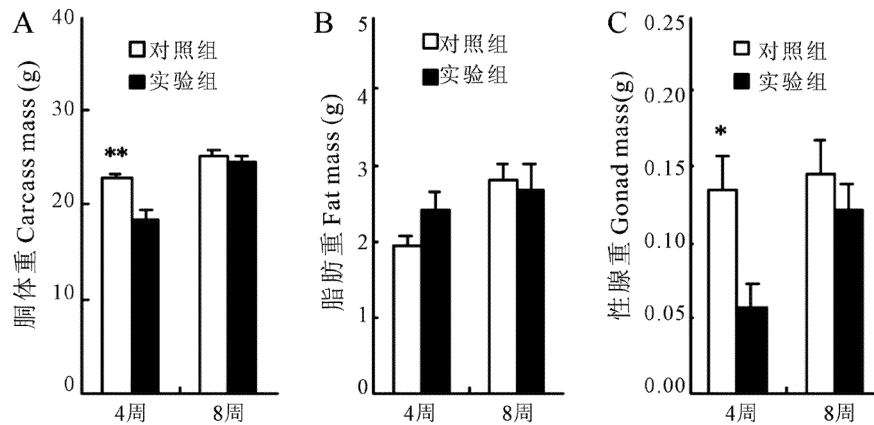 A
胴体重 Carcass mass (g)
40
30
20
10
0
对照组
实验组
**
4周
8周
B
脂肪重 Fat mass (g)
5
4
3
2
1
0
对照组
实验组
4周
8周
C
性腺重 Gonad mass(g)
0.25
0.20
0.15
0.10
0.05
0.00
对照组
实验组
*
4周
8周